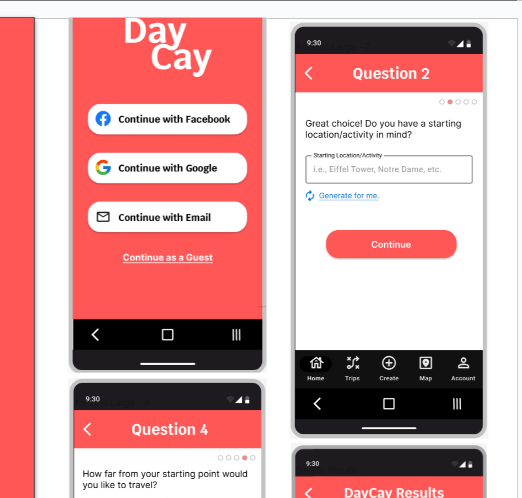 Day
Cay
Continue with Facebook
Continue with Google
Continue with Email
Continue as a Guest
9:30
Question 2
Great choice! Do you have a starting
location/activity in mind?
Starting Location/Activity
i.e., Eiffel Tower, Notre Dame, etc.
Generate for me.
Continue
Home Trips Create Map Account
9:30
Question 4
How far from your starting point would
you like to travel?
9:30
DayCay Results